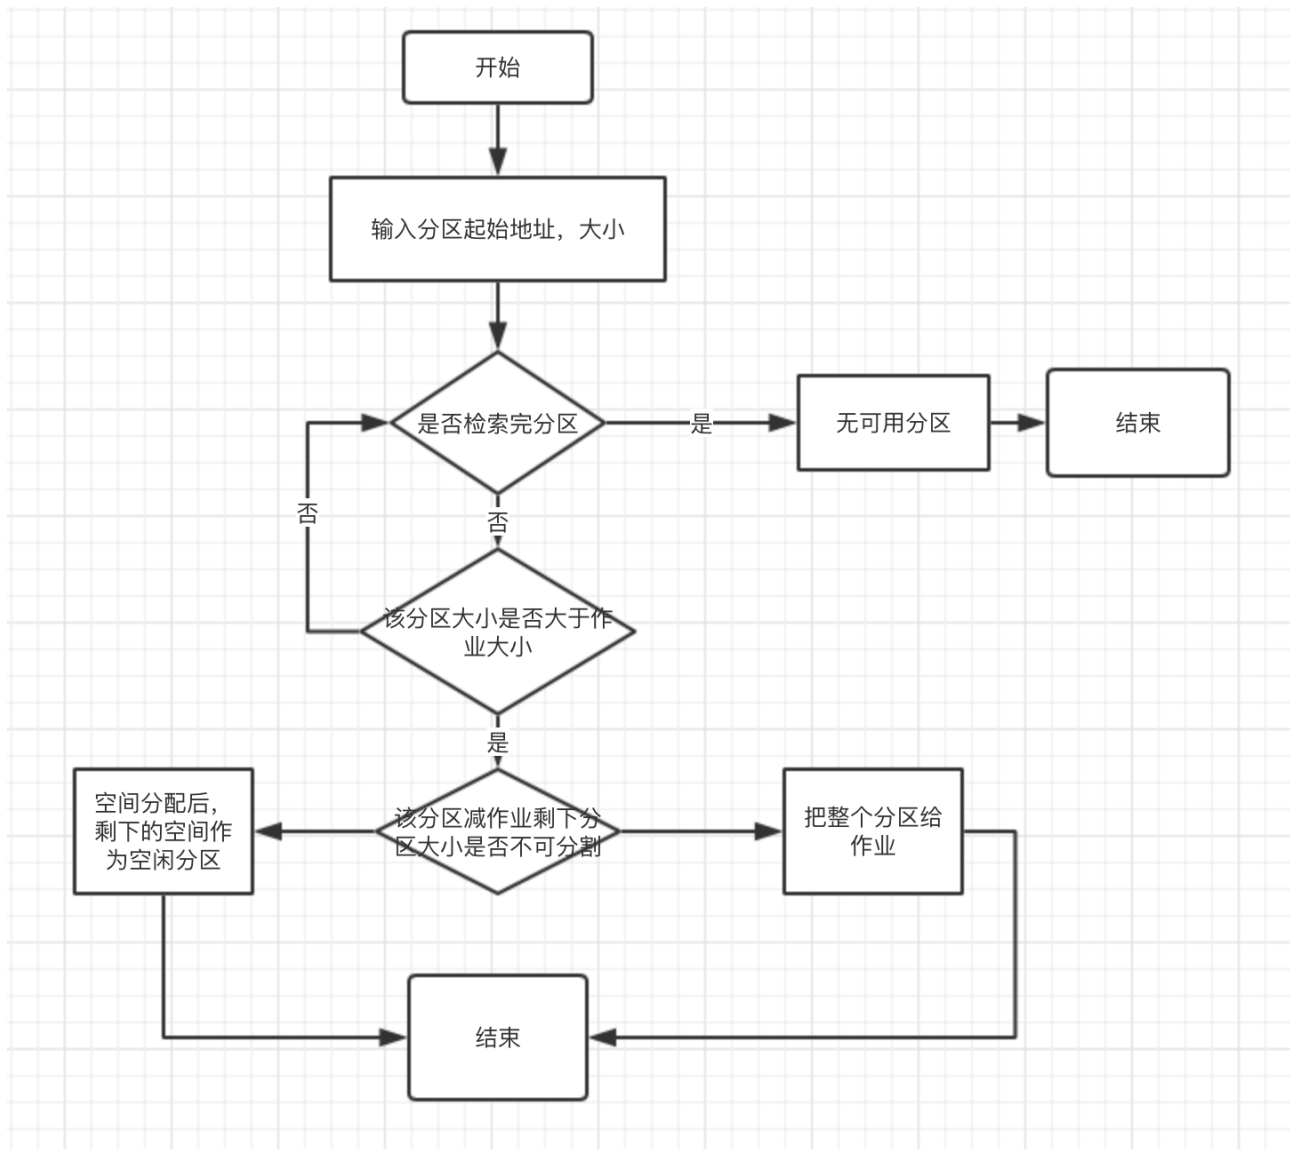 开始
输入分区起始地址，大小
是否检索完分区
是
无可用分区
结束
否
否
该分区大小是否大于作
业大小
是
空间分配后，
剩下的空间作
为空闲分区
该分区减作业剩下分
区大小是否不可分割
把整个分区给
作业
结束